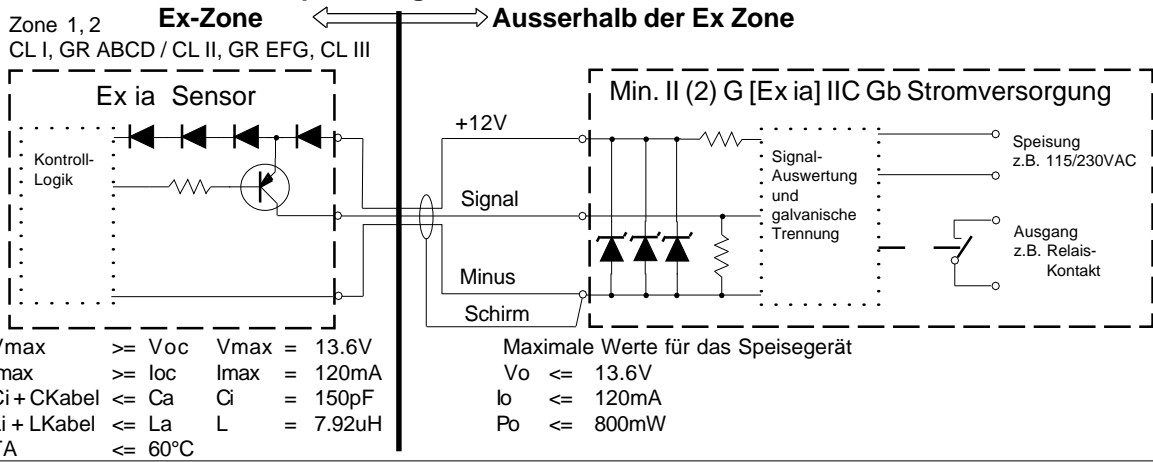 Ex-Zone
Ausserhalb der Ex Zone
Zone 1, 2
CL I, GR ABCD / CL II, GR EFG, CL III
Ex ia Sensor
Kontroll-
Logik
+12V
Signal
Minus
Schirm
Min. II (2) G [Ex ia] IIC Gb Stromversorgung
Signal-
Auswertung
und
galvanische
Trennung
Speisung
z.B. 115/230VAC
Ausgang
z.B. Relais-
Kontakt
Vmax >= Voc Vmax = 13.6V
>= Ioc Imax = 120mA
Ci + CKabel <= Ca Ci = 150pF
+ LKabel <= La L = 7.92uH
TA <= 60°C
Maximale Werte für das Speisegerät
Vo <= 13.6V
Io <= 120mA
Po <= 800mW